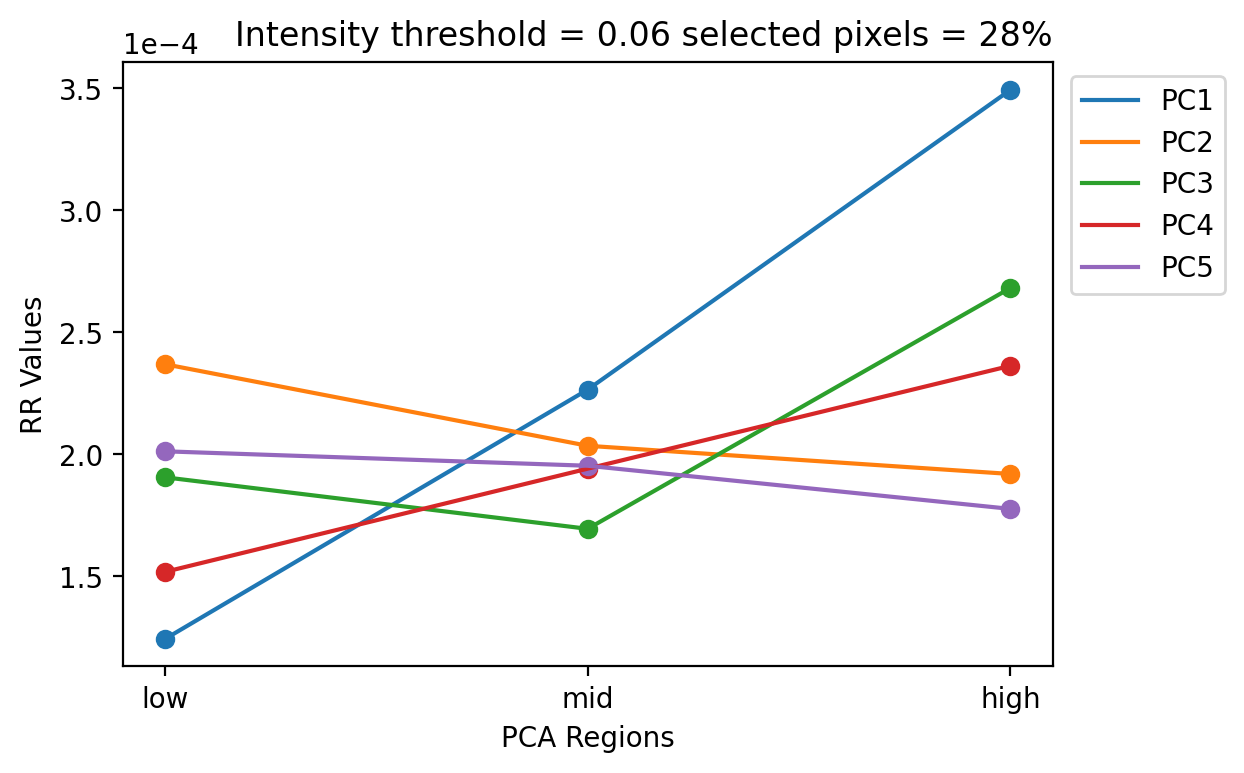 Intensity threshold = 0.06 selected pixels = 28%
1e−4
3.5
3.0
2.5
2.0
1.5
RR Values
low
mid
high
PCA Regions
PC1
PC2
PC3
PC4
PC5